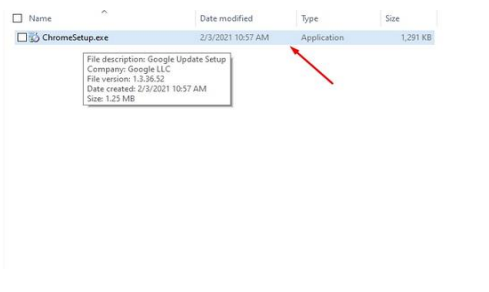 Name Date modified Type Size
ChromeSetup.exe 2/3/2021 10:57 AM Application 1,291 KB
File description: Google Update Setup
Company: Google LLC
File version: 1.3.36.52
Date created: 2/3/2021 10:57 AM
Size: 1.25 MB